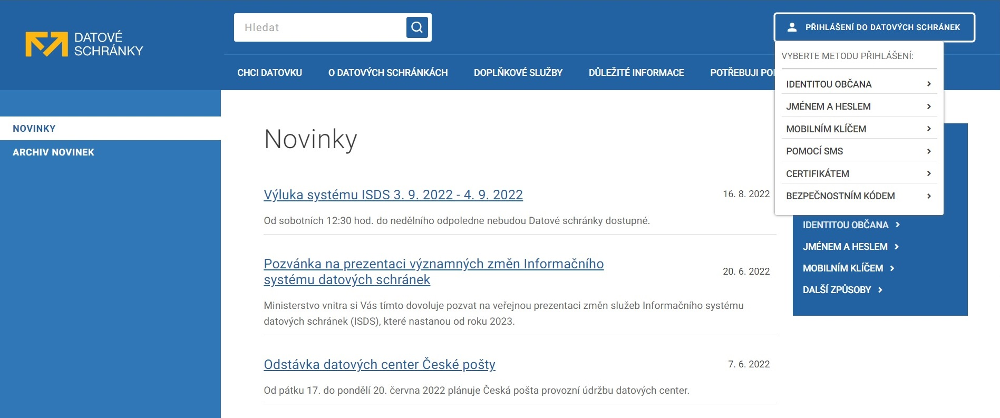 DATOVÉ
SCHRÁNKY
Hledat
PŘIHLÁŠENÍ DO DATOVÝCH SCHRÁNEK
CHCI DATOVKU
O DATOVÝCH SCHRÁNKÁCH
DOPLŇKOVÉ SLUŽBY
DŮLEŽITÉ INFORMACE
POTŘEBUJI
VYBERTE METODU PŘIHLÁŠENÍ:
IDENTITOU OBČANA
JMÉNEM A HESLEM
MOBILNÍM KLÍČEM
POMOCÍ SMS
CERTIFIKÁTEM
BEZPEČNOSTNÍM KÓDEM
NOVINKY
ARCHIV NOVINEK
Novinky
Výluka systému ISDS 3. 9. 2022 - 4. 9. 2022
16. 8. 2022
Od sobotních 12:30 hod. do nedělního odpoledne nebudou Datové schránky dostupné.
Pozvánka na prezentaci významných změn Informačního
systému datových schránek
20. 6. 2022
Ministerstvo vnitra si Vás tímto dovoluje pozvat na veřejnou prezentaci změn služeb Informačního systému
datových schránek (ISDS), které nastanou od roku 2023.
Odstávka datových center České pošty
7. 6. 2022
Od pátku 17. do pondělí 20. června 2022 plánuje Česká pošta provozní údržbu datových center.
IDENTITOU OBČANA
JMÉNEM A HESLEM
MOBILNÍM KLÍČEM
DALŠÍ ZPŮSOBY